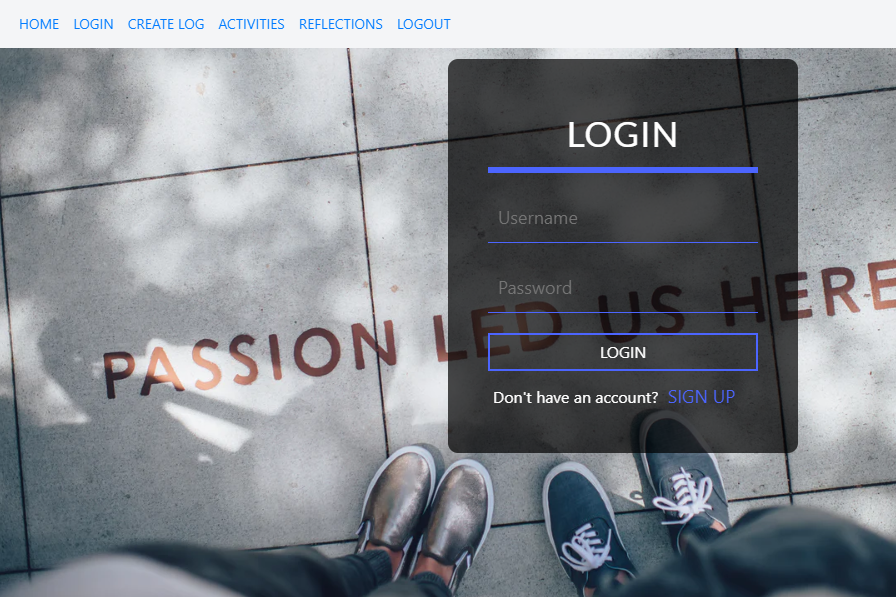 HOME LOGIN CREATE LOG ACTIVITIES REFLECTIONS LOGOUT
LOGIN
Username
Password
PASSION LED US HERE
LOGIN
Don't have an account? SIGN UP